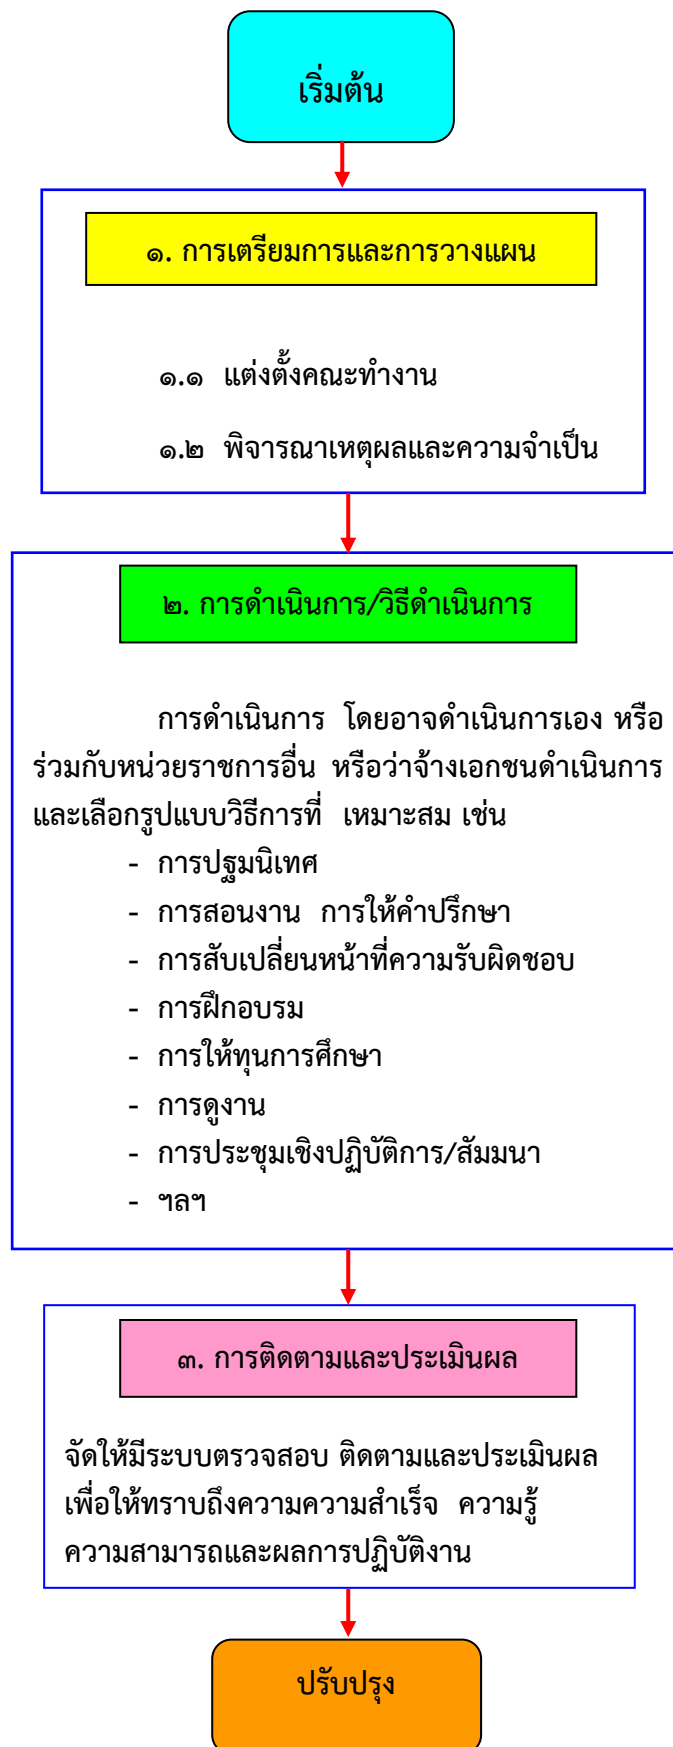 เริ่มต้น
๑. การเตรียมการและการวางแผน
๑.๑ แต่งตั้งคณะทำงาน
๑.๒ พิจารณาเหตุผลและความจำเป็น
๒. การดำเนินการ/วิธีดำเนินการ
การดำเนินการ โดยอาจดำเนินการเอง หรือ
ร่วมกับหน่วยราชการอื่น หรือว่าจ้างเอกชนดำเนินการ
และเลือกรูปแบบวิธีการที่ เหมาะสม เช่น
- การปฐมนิเทศ
- การสอนงาน การให้คำปรึกษา
- การสับเปลี่ยนหน้าที่ความรับผิดชอบ
- การฝึกอบรม
- การให้ทุนการศึกษา
- การดูงาน
- การประชุมเชิงปฏิบัติการ/สัมมนา
- ฯลฯ
๓. การติดตามและประเมินผล
จัดให้มีระบบตรวจสอบ ติดตามและประเมินผล
เพื่อให้ทราบถึงความความสำเร็จ ความรู้
ความสามารถและผลการปฏิบัติงาน
ปรับปรุง